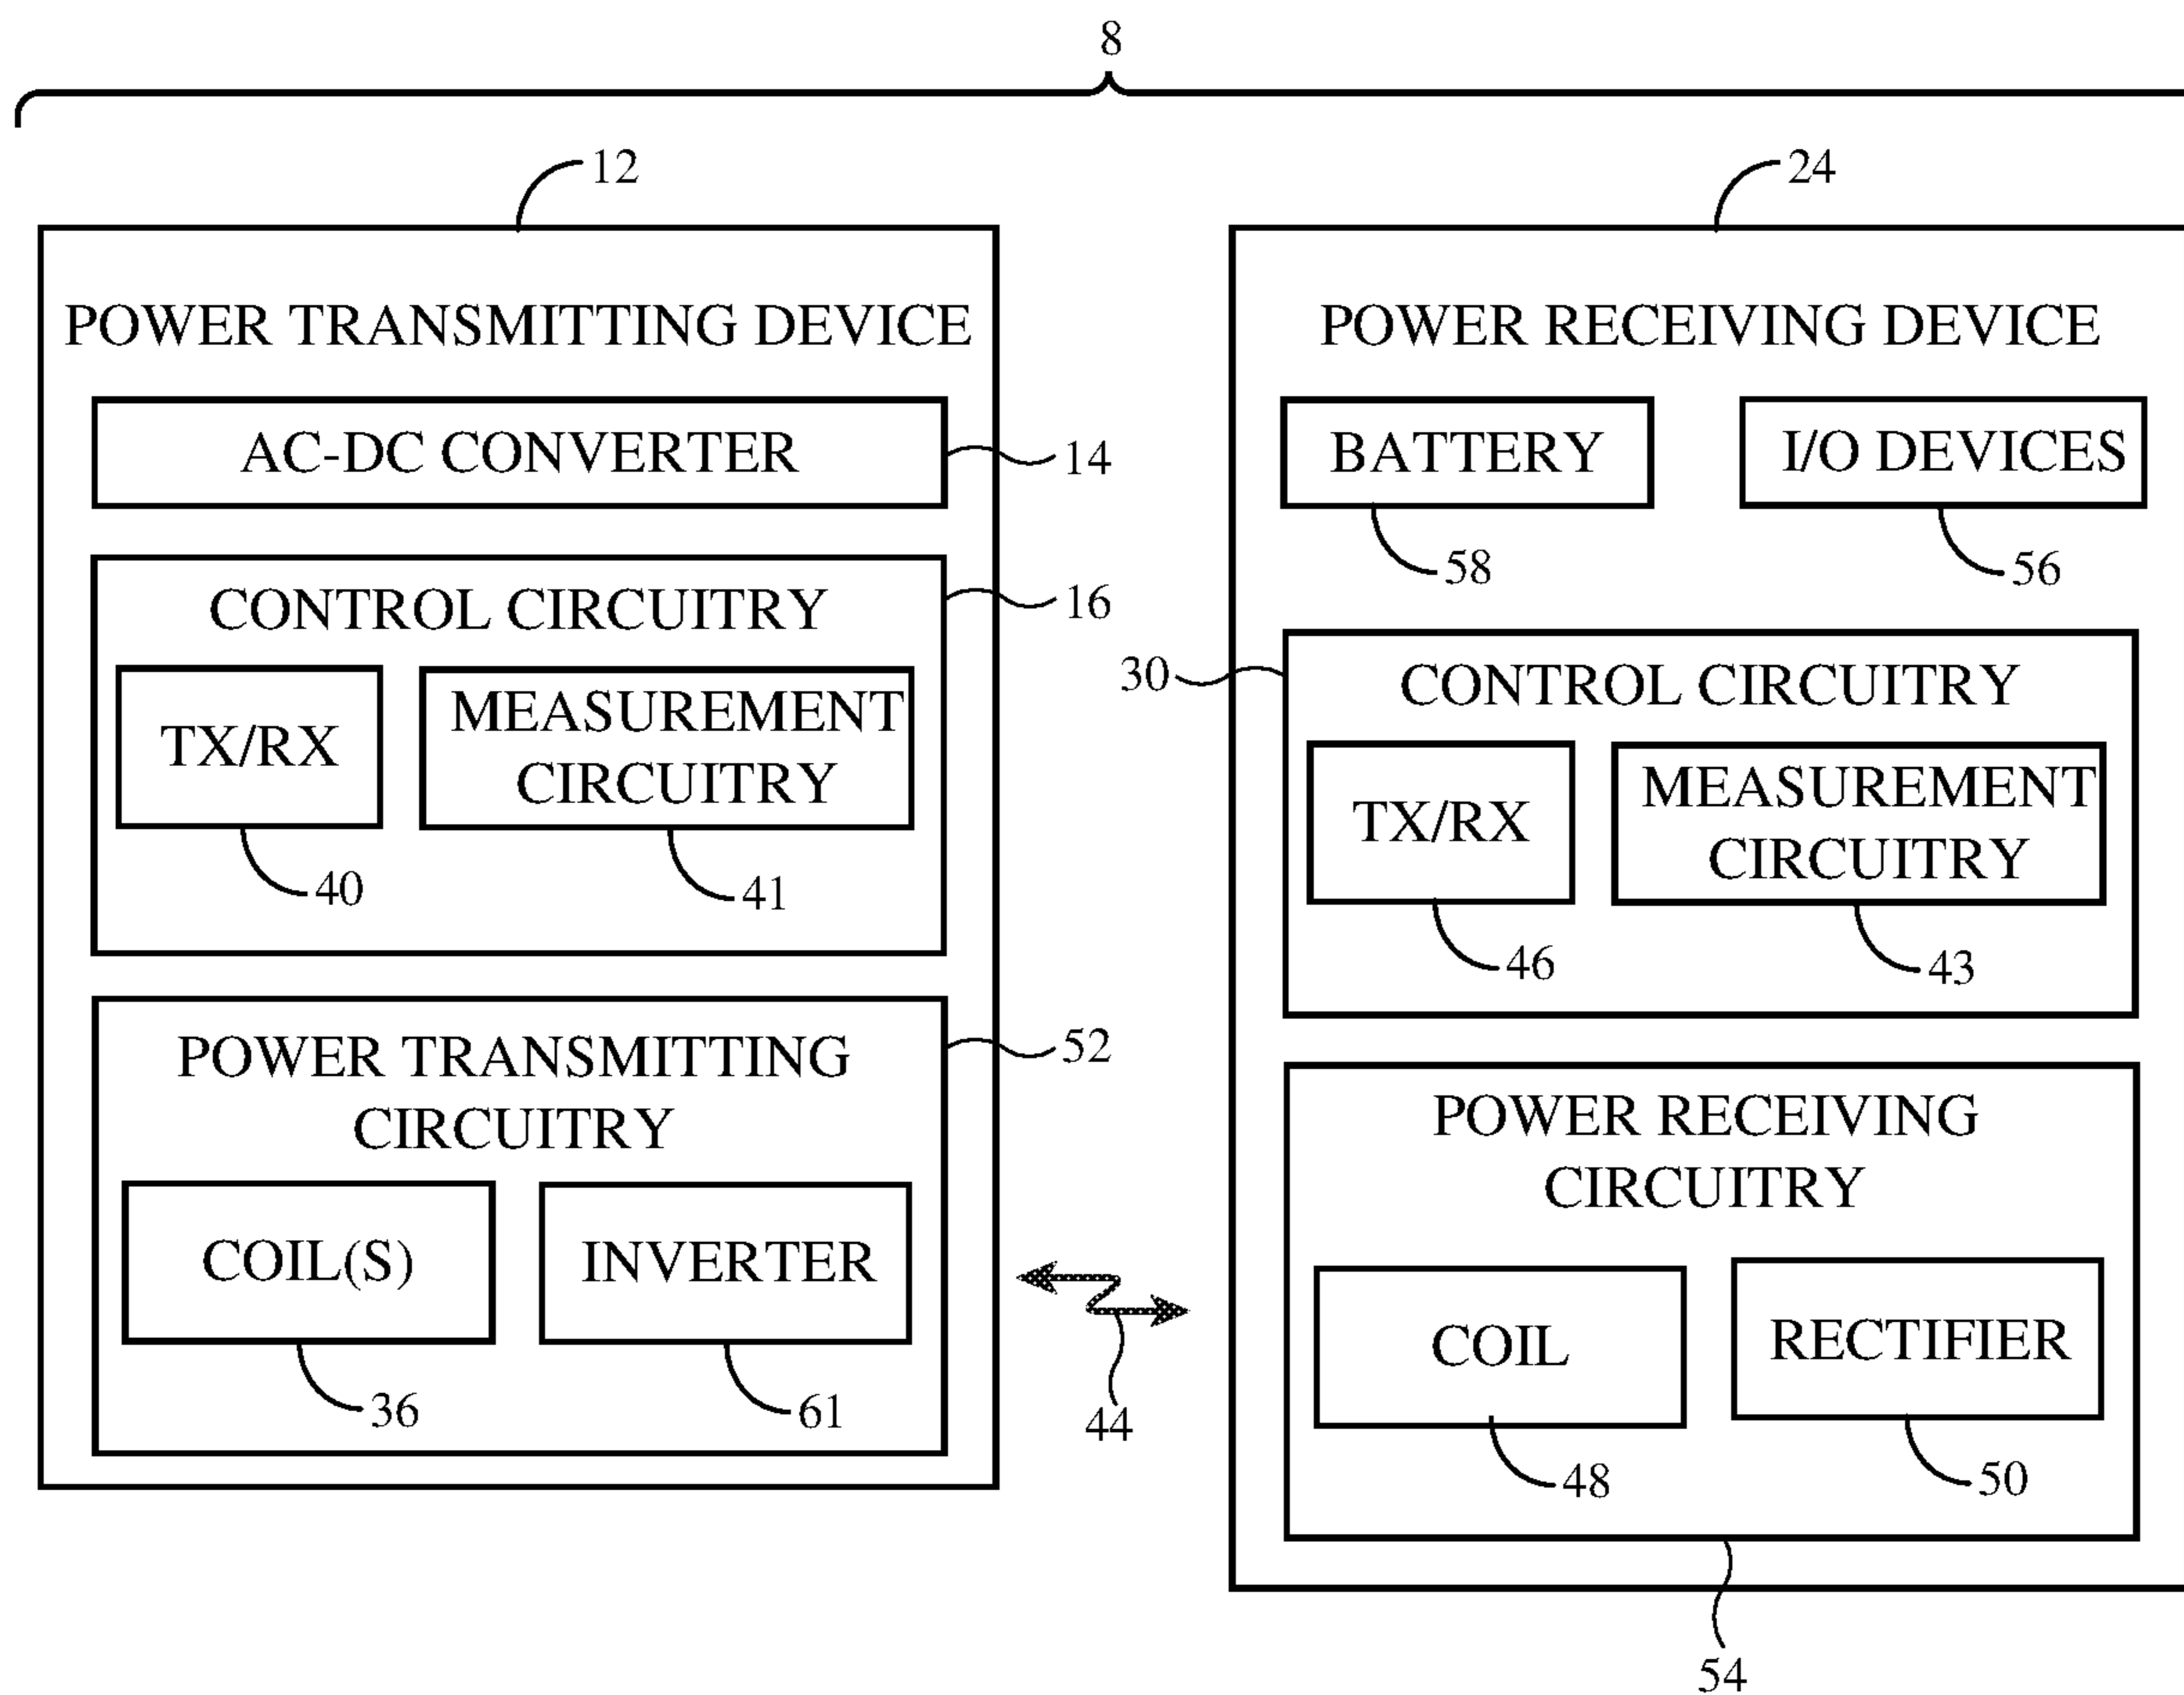 8
12
POWER TRANSMITTING DEVICE
AC-DC CONVERTER
14
CONTROL CIRCUITRY
16
TX/RX
MEASUREMENT
CIRCUITRY
40
41
POWER TRANSMITTING
CIRCUITRY
52
COIL(S)
INVERTER
36
61
44
24
POWER RECEIVING DEVICE
BATTERY
I/O DEVICES
58
56
30
CONTROL CIRCUITRY
TX/RX
MEASUREMENT
CIRCUITRY
46
43
POWER RECEIVING
CIRCUITRY
COIL
RECTIFIER
48
50
54